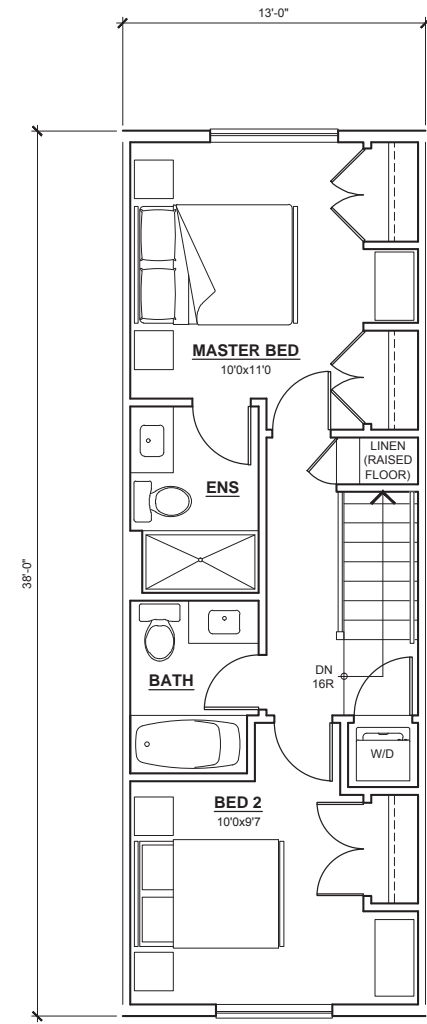 13'-0"
MASTER BED
10'0x11'0
LINEN
(RAISED
FLOOR)
ENS
38'-0"
DN
16R
BATH
W/D
BED 2
10'0x9'7